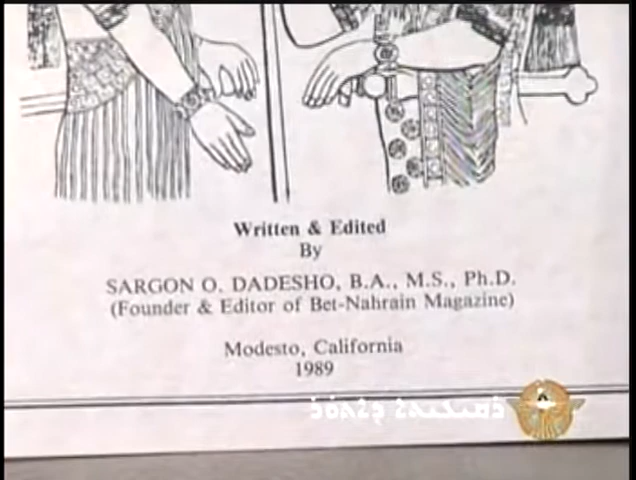 Written & Edited
By
SARGON O. DADESHO, B.A., M.S., Ph.D.
(Founder & Editor of Bet-Nahrain Magazine)
Modesto, California
1989